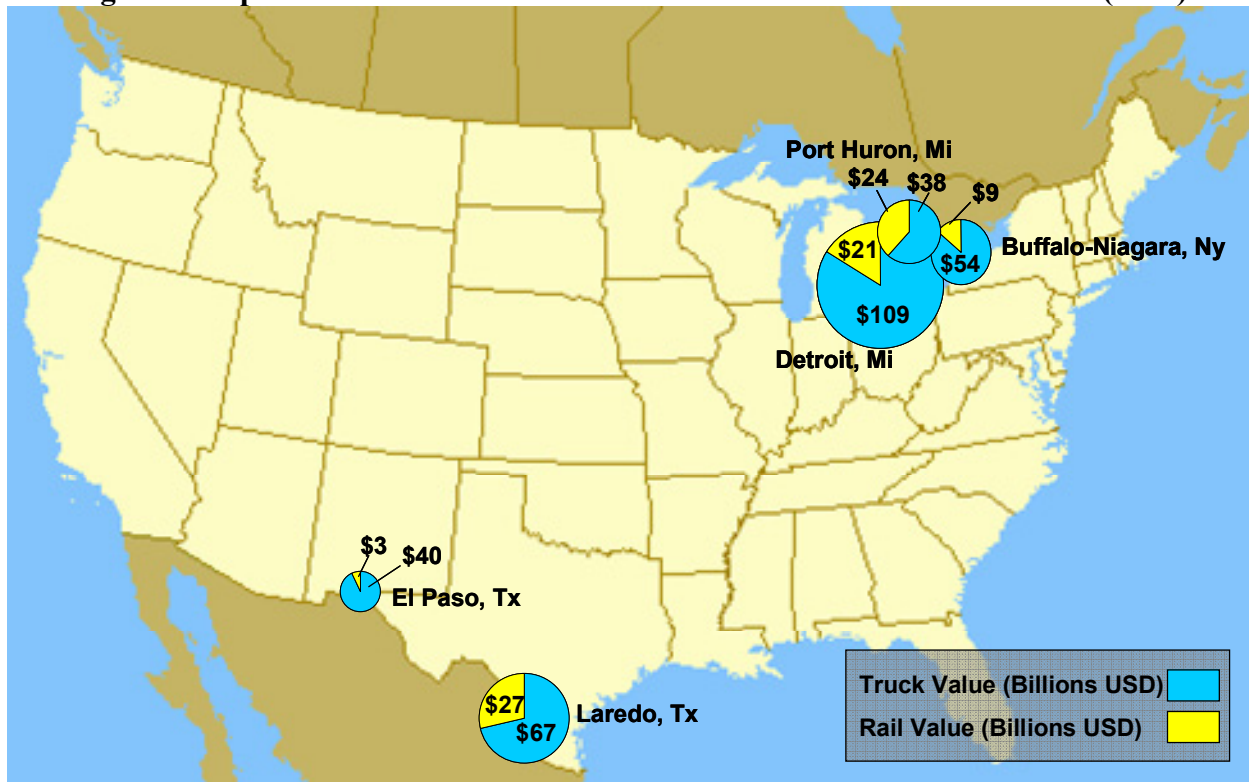 Port Huron, Mi
$24
$38
$9
$21
$54
Buffalo-Niagara, Ny
$109
Detroit, Mi
$3
$40
El Paso, Tx
$27
$67
Laredo, Tx
Truck Value (Billions USD)
Rail Value (Billions USD)